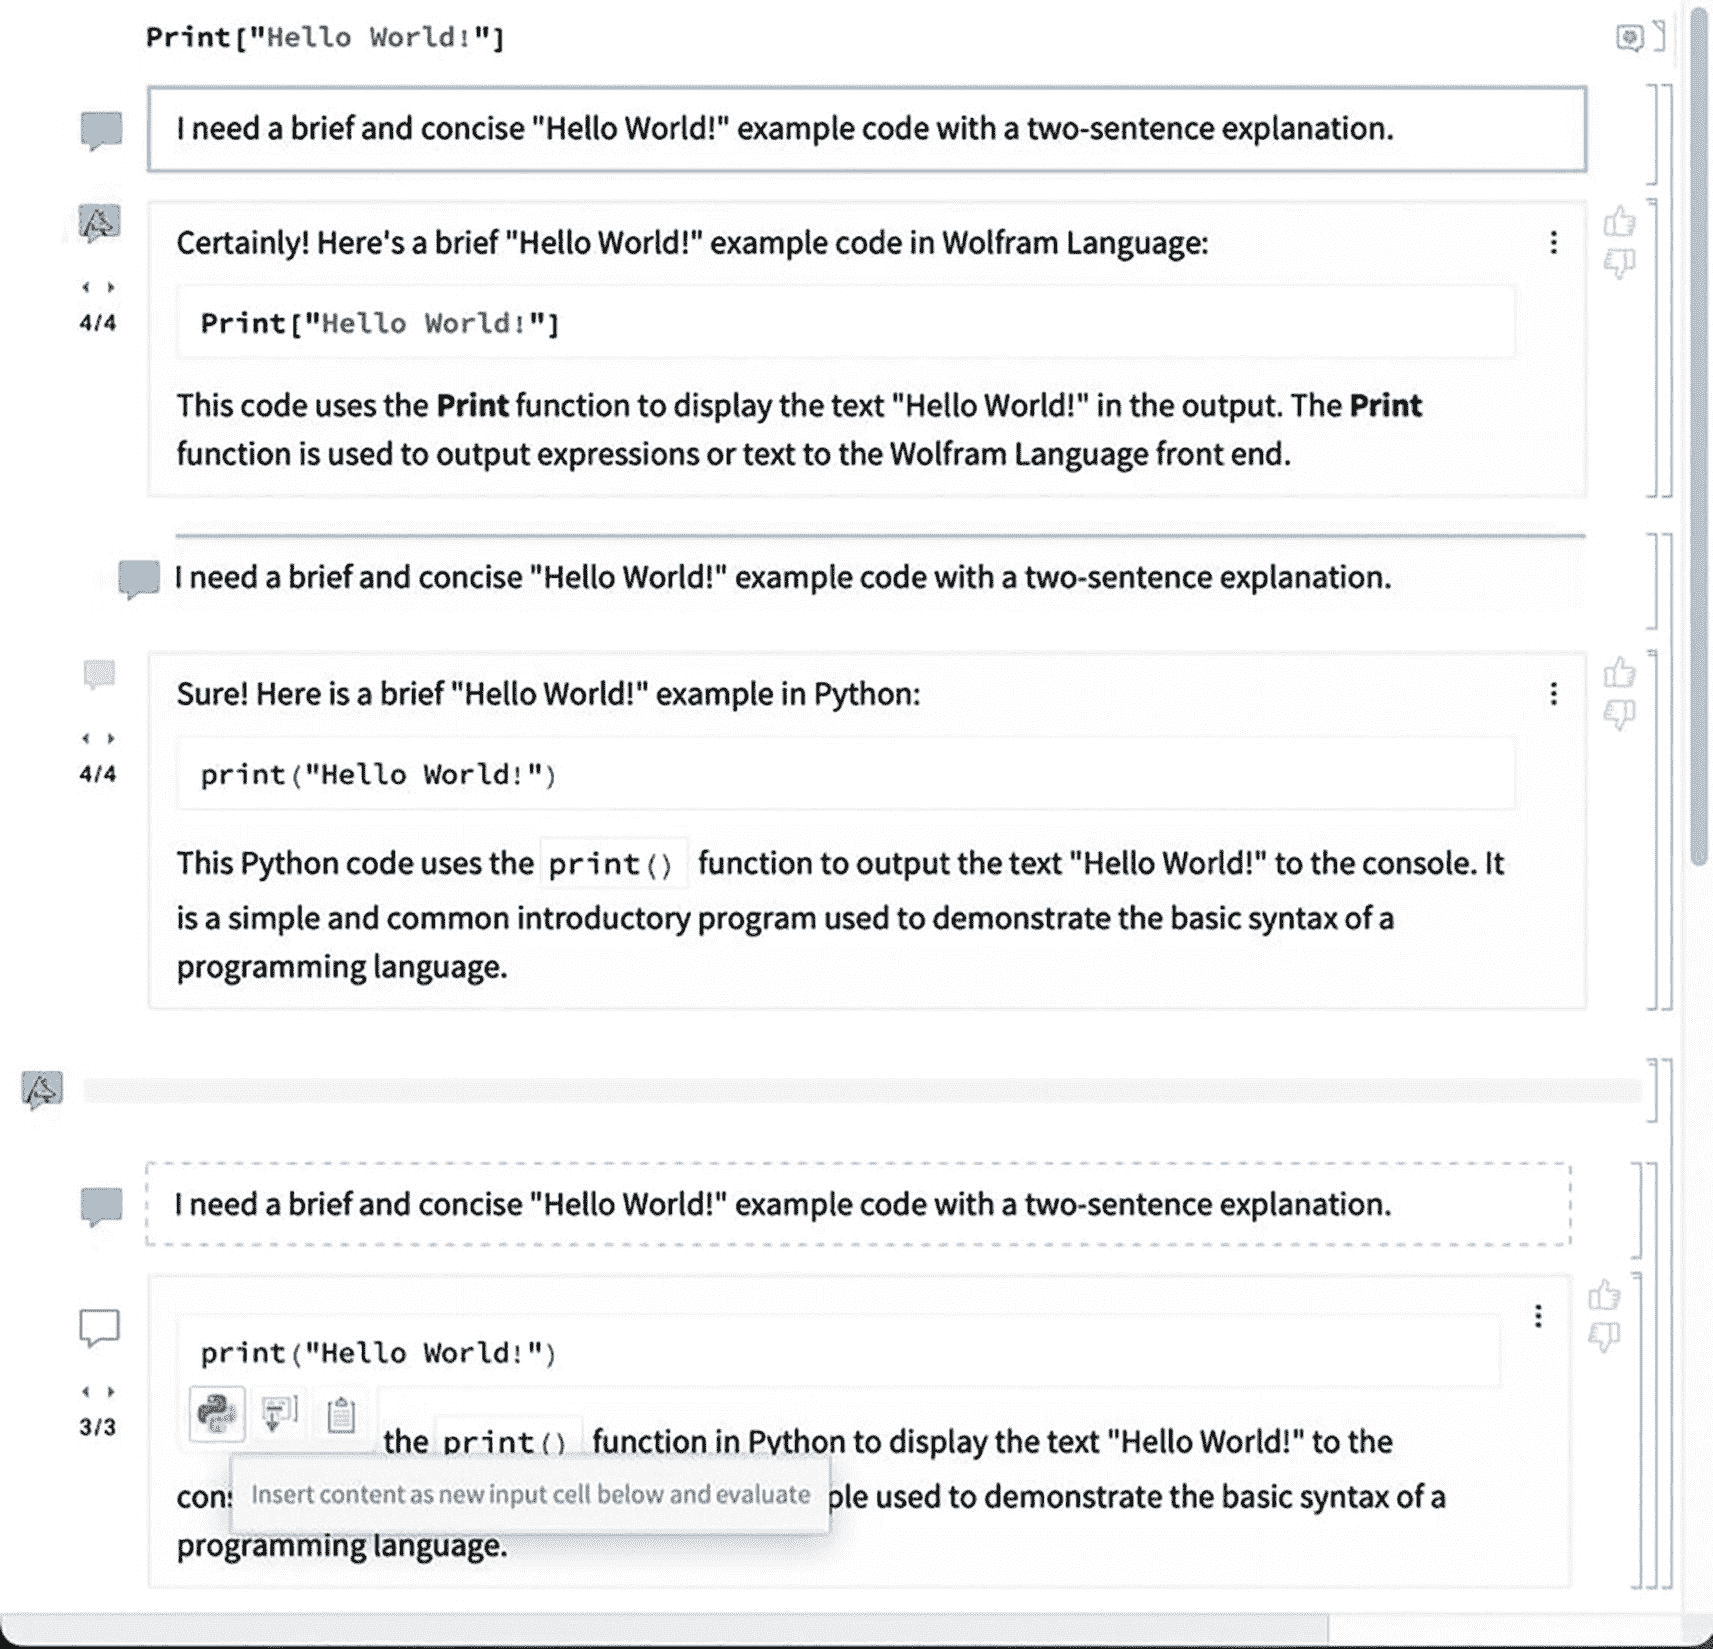 Print["Hello World!"]
I need a brief and concise "Hello World!" example code with a two-sentence explanation.
Certainly! Here's a brief "Hello World!" example code in Wolfram Language:
4/4
Print["Hello World!"]
This code uses the Print function to display the text "Hello World!" in the output. The Print
function is used to output expressions or text to the Wolfram Language front end.
I need a brief and concise "Hello World!" example code with a two-sentence explanation.
Sure! Here is a brief "Hello World!" example in Python:
4/4
print("Hello World!")
This Python code uses the print() function to output the text "Hello World!" to the console. It
is a simple and common introductory program used to demonstrate the basic syntax of a
programming language.
I need a brief and concise "Hello World!" example code with a two-sentence explanation.
print("Hello World!")
3/3
the print() function in Python to display the text "Hello World!" to the
Insert content as new input cell below and evaluate
used to demonstrate the basic syntax of a
programming language.